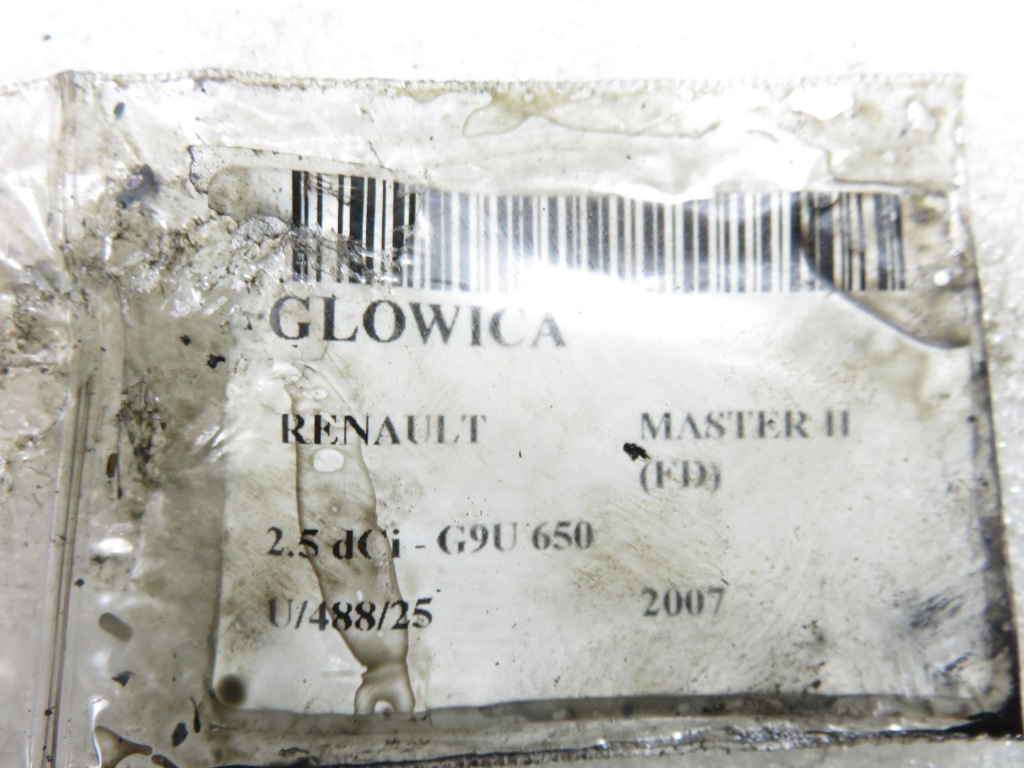 GLOWICA
RENAULT MASTER II
(FD)
2.5 dCi - G9U 650
U/488/25 2007